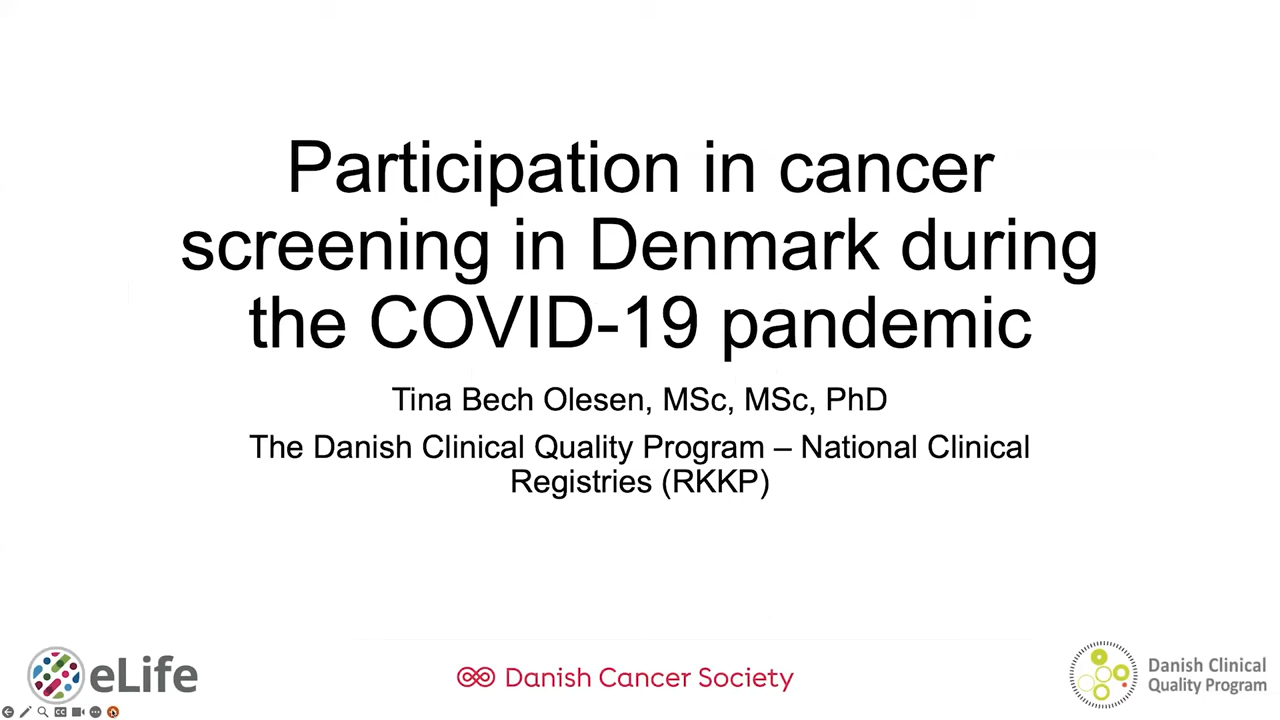 Participation in cancer
screening in Denmark during
the COVID-19 pandemic
Tina Bech Olesen, MSc, MSc, PhD
The Danish Clinical Quality Program – National Clinical
Registries (RKKP)
eLife
Danish Cancer Society
Danish Clinical
Quality Program